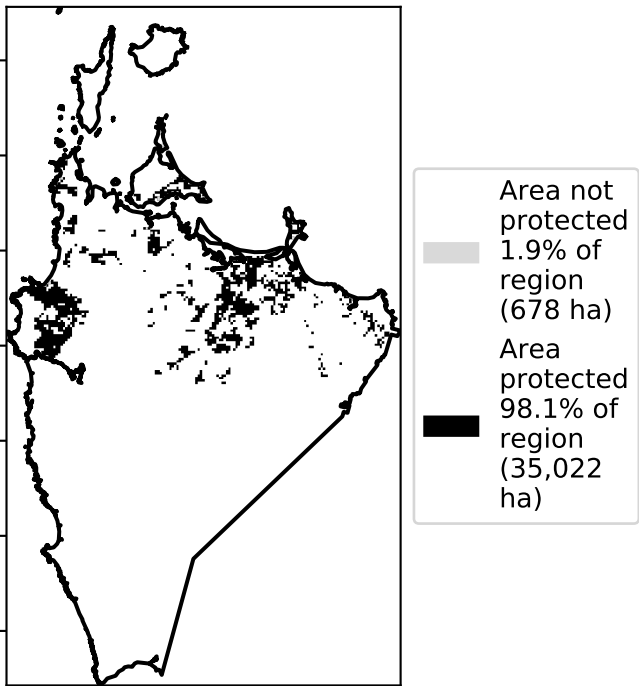 Area not
protected
1.9% of
region
(678 ha)
Area
protected
98.1% of
region
(35,022
ha)